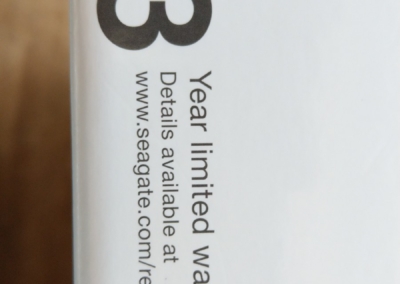 3
Year limited wa
Details available at
www.seagate.com/re